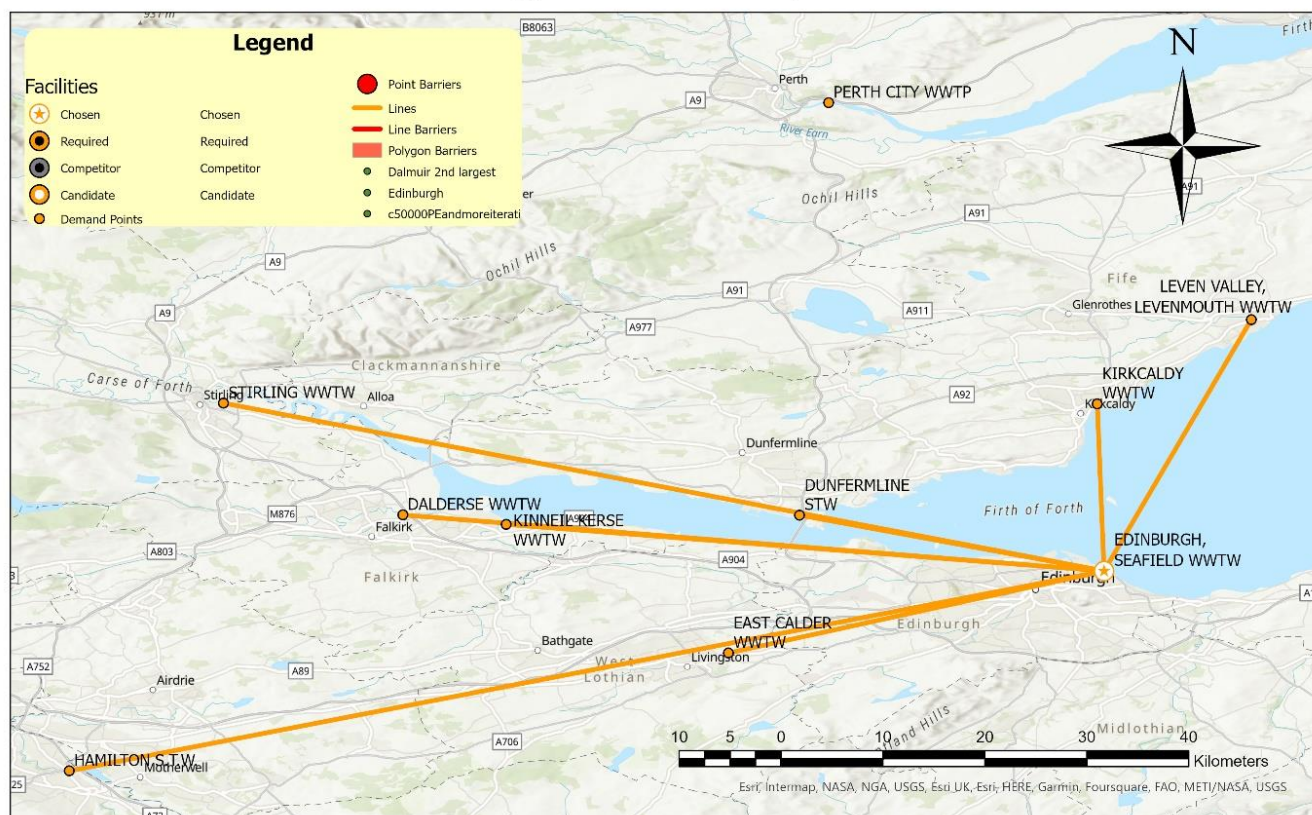 Legend
Facilities
Chosen Chosen
Required Required
Competitor Competitor
Candidate Candidate
Demand Points
Point Barriers
Lines
Line Barriers
Polygon Barriers
Dalmuir 2nd largest
Edinburgh
c50000PEandmoreiterati
N
B8063
Firth
Perth
A9
PERTH CITY WWTP
River Earn
A91
Ochil Hills
A91
A9
Ochil Hills
A91
Fife
LEVEN VALLEY,
LEVENMOUTH WWTW
Glenrothes
A911
A9
A977
Clackmannanshire
Carse of Forth
Stirling
STIRLING WWTW
Alloa
A92
KIRKCALDY
WWTW
Kirkcaldy
Dunfermline
DUNFERMLINE
STW
Firth of Forth
M876
DALDERSE WWTW
Falkirk
KINNEIL KERSE
WWTW
A803
A904
EDINBURGH,
SEAFIELD WWTW
Edinburgh
Falkirk
EAST CALDER
WWTW
Edinburgh
Bathgate
Livingston
West
Lothian
A752
A89
Airdrie
HAMILTON S.T.W
Motherwell
A706
land Hills
Midlothian
10 5 0 10 20 30 40
Kilometers
Esri, Intermap, NASA, NGA, USGS, Esri UK, Esri, HERE, Garmin, Foursquare, FAO, METI/NASA, USGS